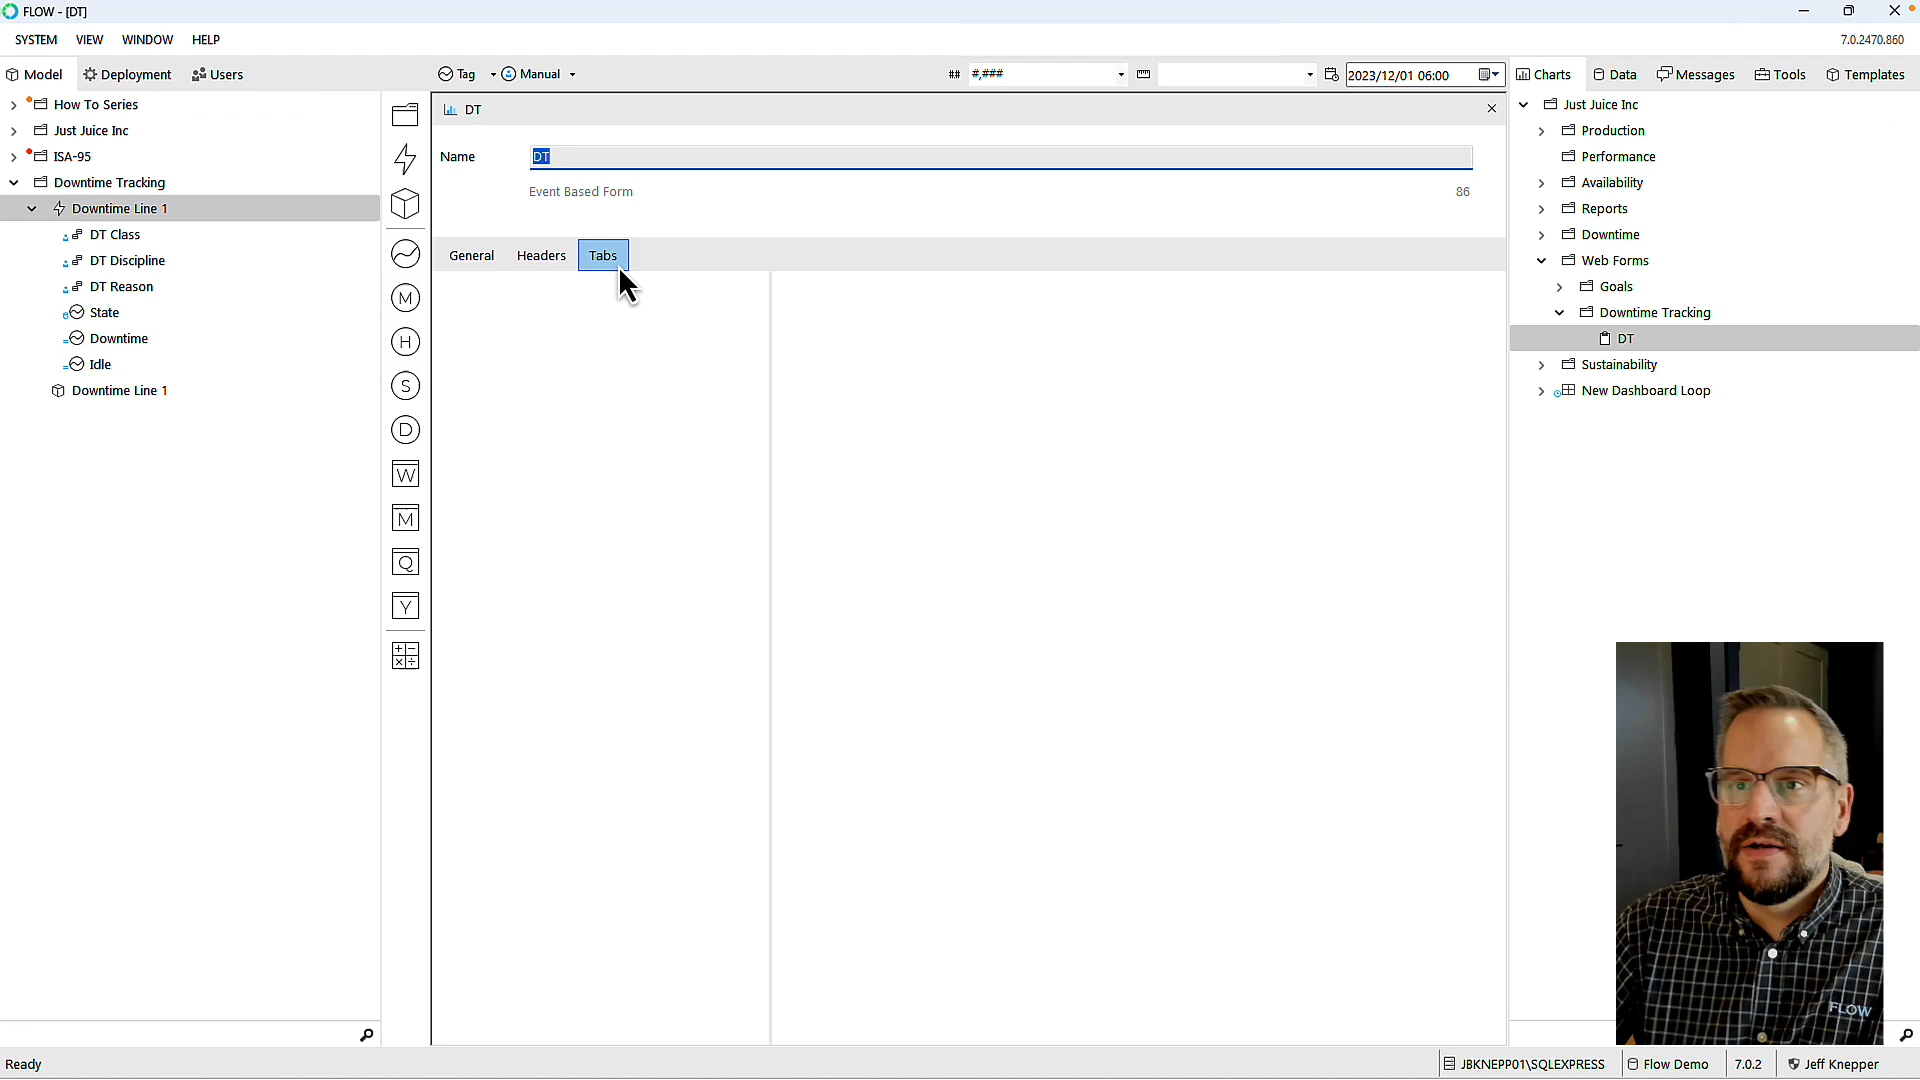 FLOW - [DT]
SYSTEM VIEW WINDOW HELP
7.0.2470.860
Model Deployment Users
Tag Manual ## #,### 2023/12/01 06:00
Charts Data Messages Tools Templates
How To Series
Just Juice Inc
ISA-95
Downtime Tracking
Downtime Line 1
DT Class
DT Discipline
DT Reason
State
Downtime
Idle
Downtime Line 1
M
H
S
D
W
M
Q
Y
DT
Name DT
Event Based Form 86
General Headers Tabs
Just Juice Inc
Production
Performance
Availability
Reports
Downtime
Web Forms
Goals
Downtime Tracking
DT
Sustainability
New Dashboard Loop
FLOW
Ready
JBKNEPP01\SQLEXPRESS Flow Demo 7.0.2 Jeff Knepper